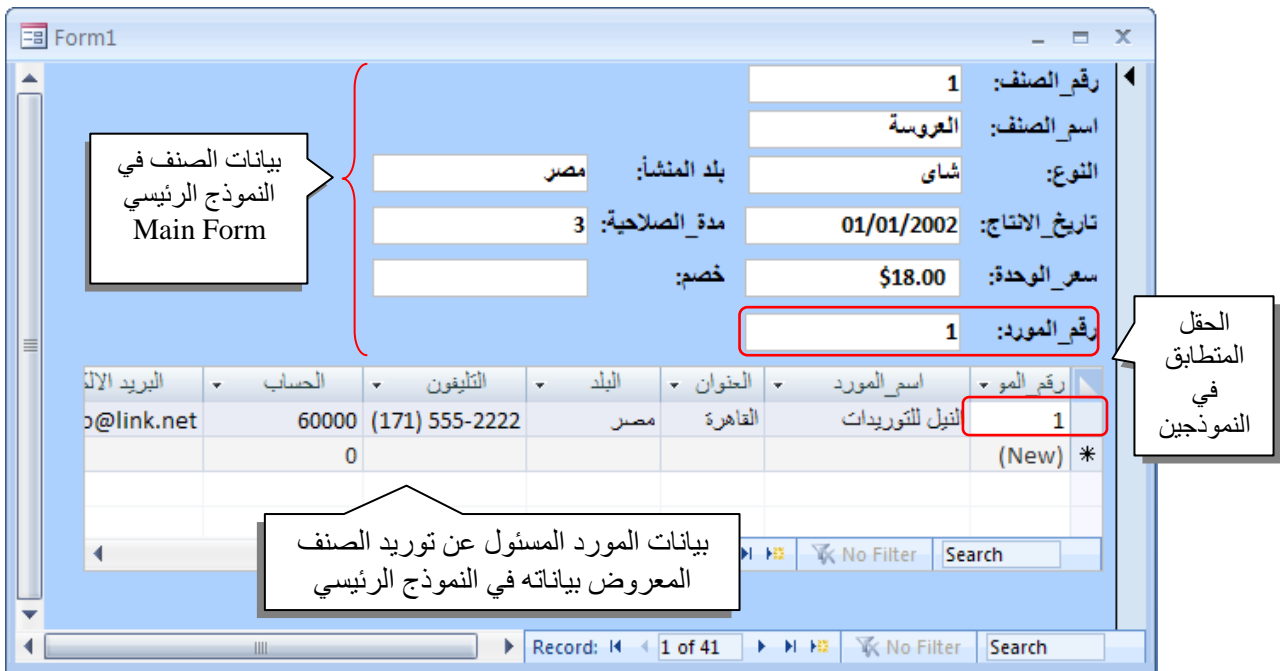 Form1
رقم_الصنف: 1
اسم_الصنف: العروسة
النوع: شاى بلد المنشأ: مصر
تاريخ_الانتاج: 01/01/2002 مدة_الصلاحية: 3
سعر_الوحدة: $18.00 خصم:
رقم_المورد: 1
بيانات الصنف في
النموذج الرئيسي
Main Form
الحقل
المتطابق
في
النموذجين
رقم_المو اسم_المورد العنوان البلد التليفون الحساب البريد الالك
1 النيل للتوريدات القاهرة مصر (171) 555-2222 60000 o@link.net
(New) 0
بيانات المورد المسئول عن توريد الصنف
المعروض بياناته في النموذج الرئيسي
No Filter Search
Record: 1 of 41 No Filter Search